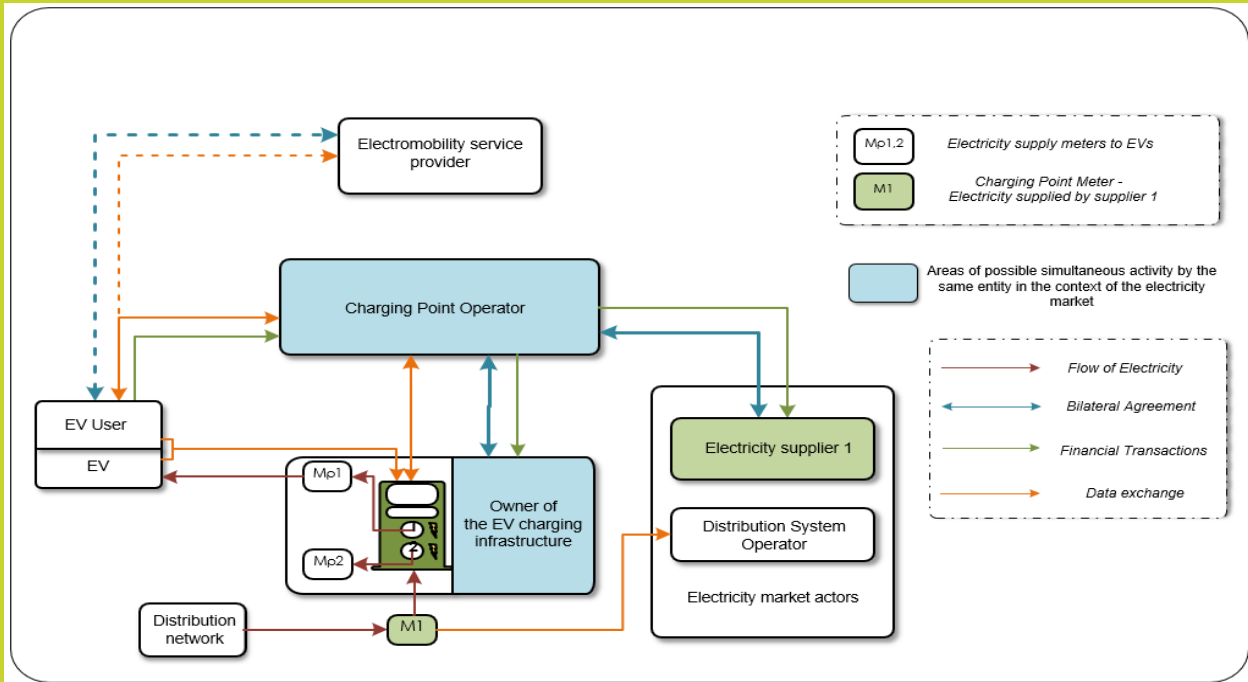 Electromobility service
provider
Mp1,2
Electricity supply meters to EVs
M1
Charging Point Meter -
Electricity supplied by supplier 1
Areas of possible simultaneous activity by the
same entity in the context of the electricity
market
Charging Point Operator
Flow of Electricity
Bilateral Agreement
Financial Transactions
Data exchange
EV User
EV
Electricity supplier 1
Mp1
Owner of
the EV charging
infrastructure
Distribution System
Operator
2
Mp2
Electricity market actors
Distribution
network
M1